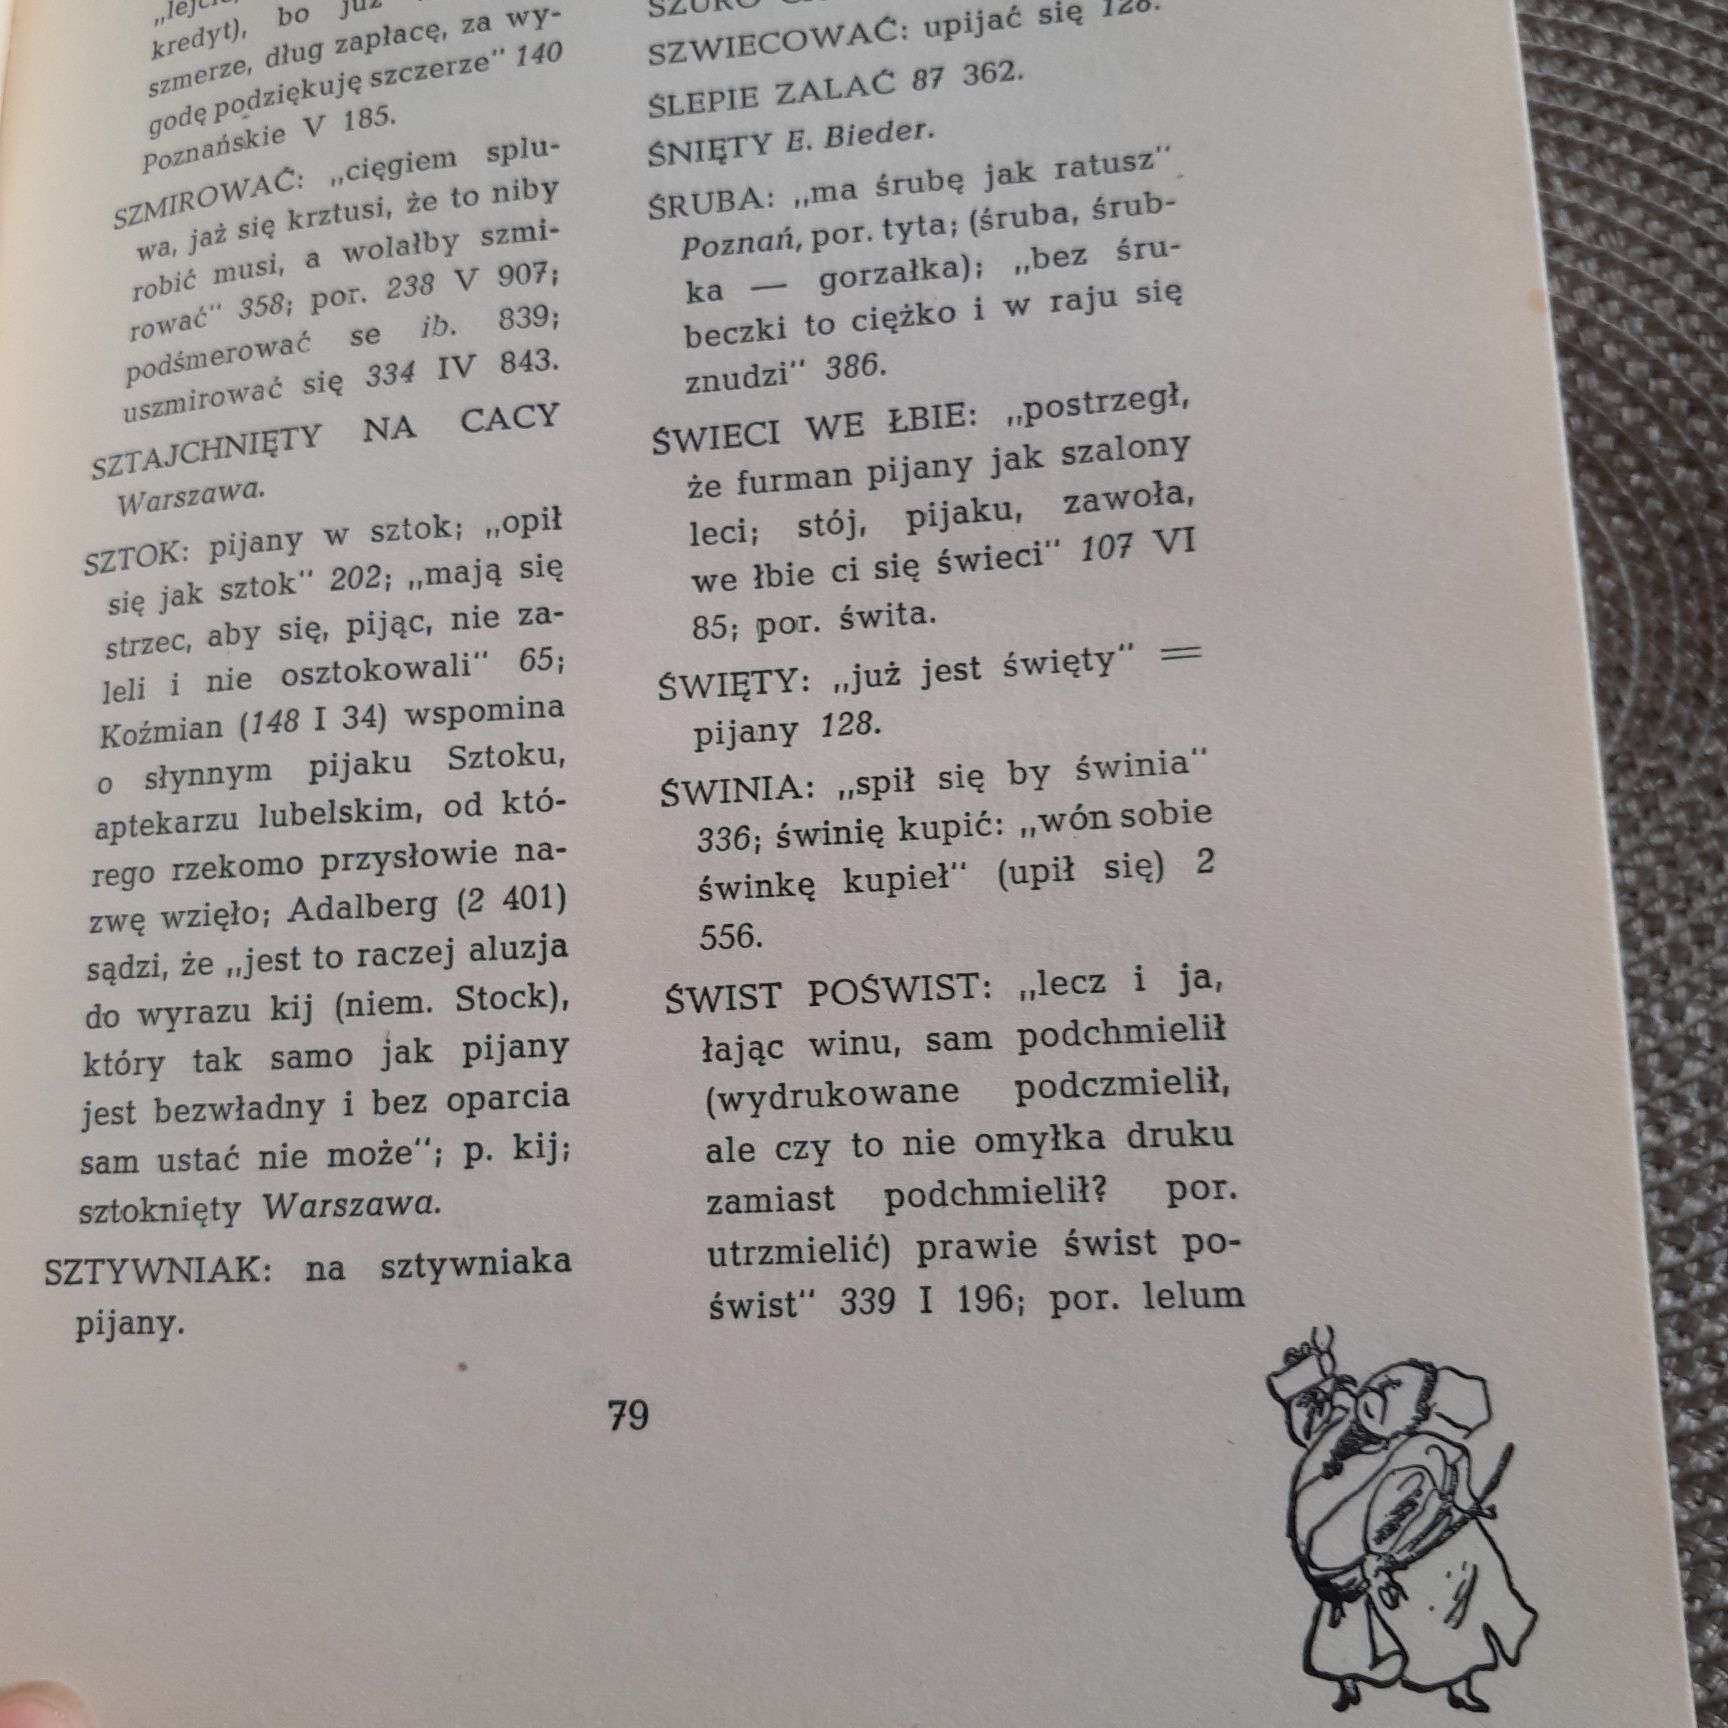 kredyt), bo już
szmerze, dług zapłacę, za wy-
godę podziękuję szczerze" 140
Poznańskie V 185.
SZMIROWAĆ: „cięgiem splu-
wa, jaż się krztusi, że to niby
robić musi, a wolałby szmi-
rować" 358; por. 238 V 907;
podśmerować se ib. 839;
uszmirować się 334 IV 843.
SZTAJCHNIĘTY NA CACY
Warszawa.
SZTOK: pijany w sztok; „opił
się jak sztok" 202; „mają się
strzec, aby się, pijąc, nie za-
leli i nie osztokowali" 65;
Koźmian (148 I 34) wspomina
o słynnym pijaku Sztoku,
aptekarzu lubelskim, od któ-
rego rzekomo przysłowie na-
zwę wzięło; Adalberg (2 401)
sądzi, że „jest to raczej aluzja
do wyrazu kij (niem. Stock),
który tak samo jak pijany
jest bezwładny i bez oparcia
sam ustać nie może"; p. kij;
sztoknięty Warszawa.
SZTYWNIAK: na sztywniaka
pijany.
SZWIECOWAĆ: upijać się 128.
ŚLEPIE ZALAĆ 87 362.
ŚNIĘTY E. Bieder.
ŚRUBA: „ma śrubę jak ratusz"
Poznań, por. tyta; (śruba, śrub-
ka — gorzałka); „bez śru-
beczki to ciężko i w raju się
znudzi" 386.
ŚWIECI WE ŁBIE: „postrzegł,
że furman pijany jak szalony
leci; stój, pijaku, zawoła,
we łbie ci się świeci" 107 VI
85; por. świta.
ŚWIĘTY: „już jest święty" =
pijany 128.
ŚWINIA: „spił się by świnia"
336; świnię kupić: „wón sobie
świnkę kupieł" (upił się) 2
556.
ŚWIST POŚWIST: „lecz i ja,
łając winu, sam podchmielił
(wydrukowane podczmielił,
ale czy to nie omyłka druku
zamiast podchmielił? por.
utrzmielić) prawie świst po-
świst" 339 I 196; por. lelum
79